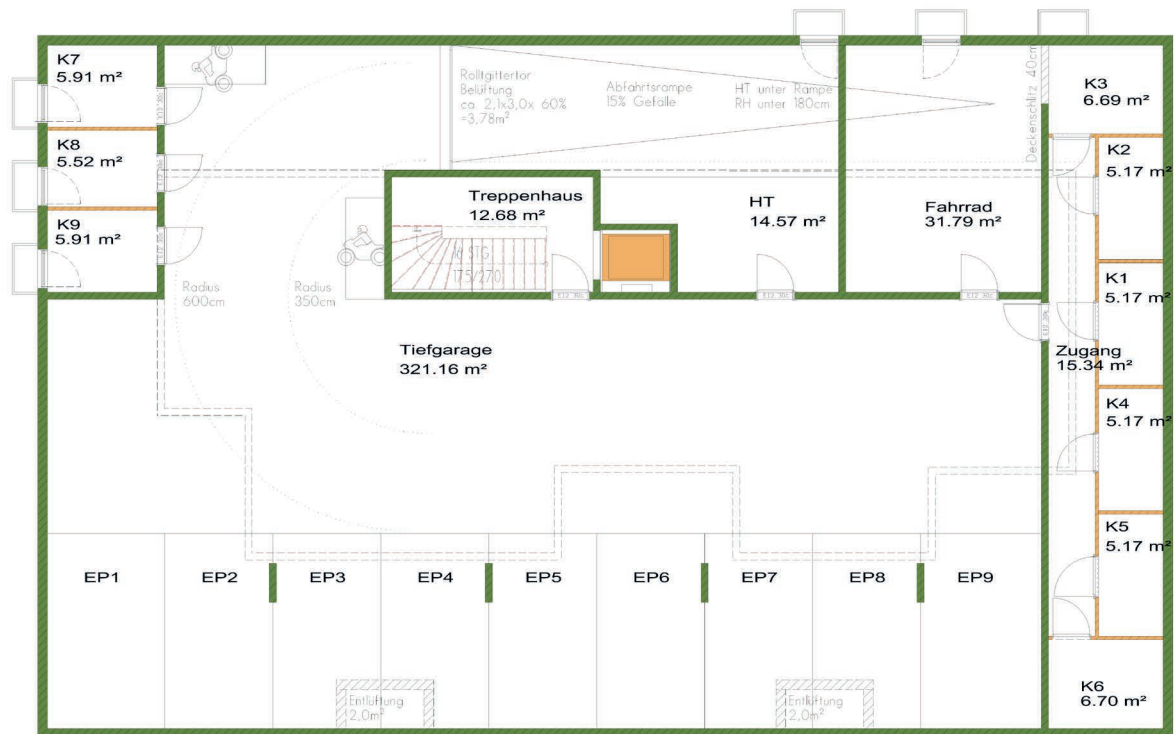 K7
5.91 m²
Rolltgittertor
Belüftung
ca. 2,1x3,0x 60%
=3,78m²
Abfahrtsrampe
15% Gefälle
HT unter Rampe
RH unter 180cm
Deckenschlitz 40cm
K3
6.69 m²
K8
5.52 m²
K2
5.17 m²
Treppenhaus
12.68 m²
HT
14.57 m²
Fahrrad
31.79 m²
K9
5.91 m²
16 STG
175/270
Radius
600cm
Radius
350cm
K1
5.17 m²
Tiefgarage
321.16 m²
Zugang
15.34 m²
K4
5.17 m²
K5
5.17 m²
EP1
EP2
EP3
EP4
EP5
EP6
EP7
EP8
EP9
Entlüftung
2,0m²
Entlüftung
2,0m²
K6
6.70 m²